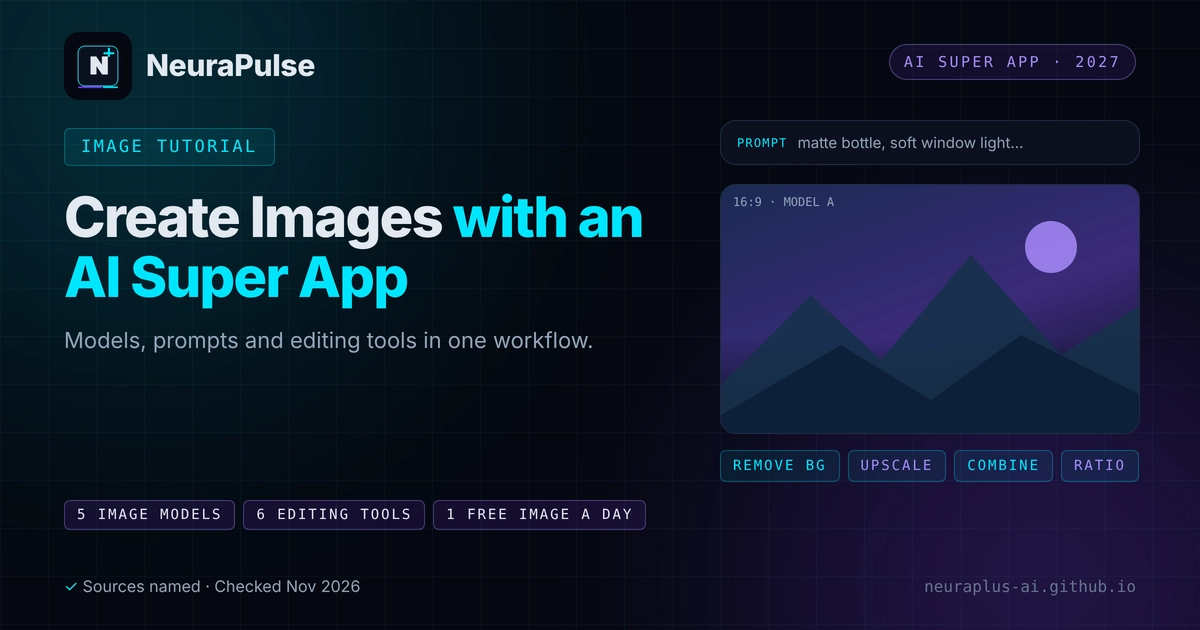 N
NeuraPulse
AI SUPER APP · 2027
IMAGE TUTORIAL
Create Images with an
AI Super App
Models, prompts and editing tools in one workflow.
PROMPT matte bottle, soft window light...
16:9 · MODEL A
REMOVE BG
UPSCALE
COMBINE
RATIO
5 IMAGE MODELS
6 EDITING TOOLS
1 FREE IMAGE A DAY
✓ Sources named · Checked Nov 2026
neuraplus-ai.github.io